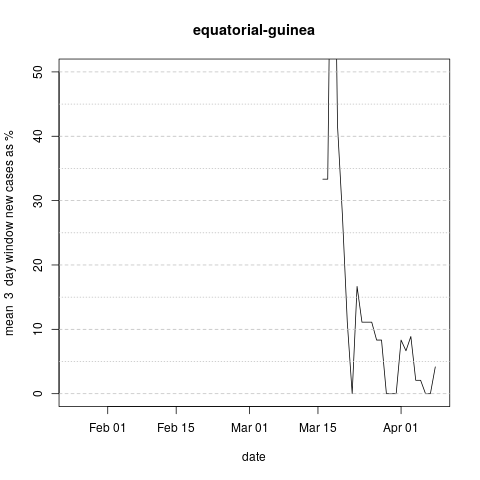 equatorial-guinea
mean 3 day window new cases as %
50
40
30
20
10
0
Feb 01 Feb 15 Mar 01 Mar 15 Apr 01
date